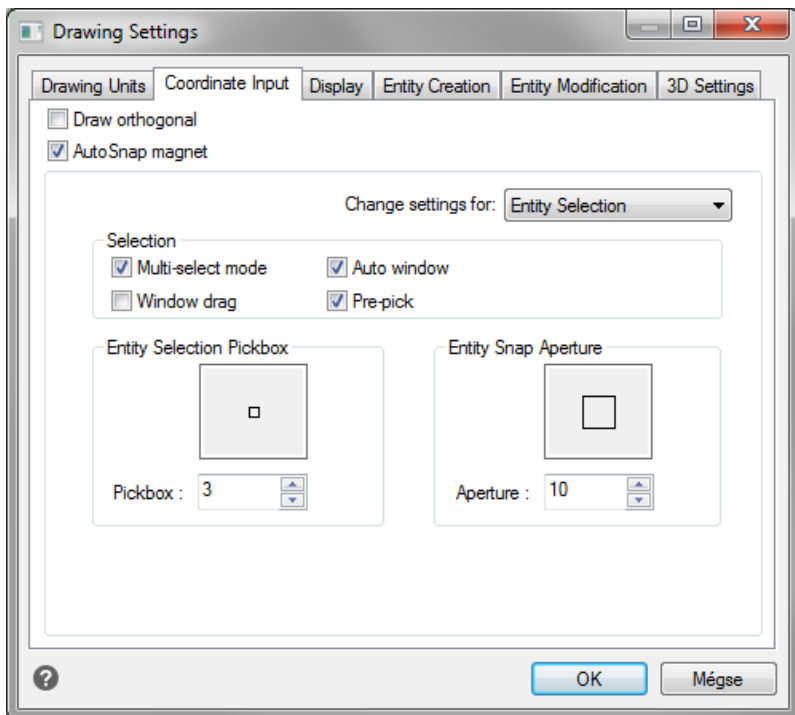 Drawing Settings
Drawing Units Coordinate Input Display Entity Creation Entity Modification 3D Settings
Draw orthogonal
AutoSnap magnet
Change settings for: Entity Selection
Selection
Multi-select mode Auto window
Window drag Pre-pick
Entity Selection Pickbox Entity Snap Aperture
Pickbox : 3 Aperture : 10
? OK Mégse